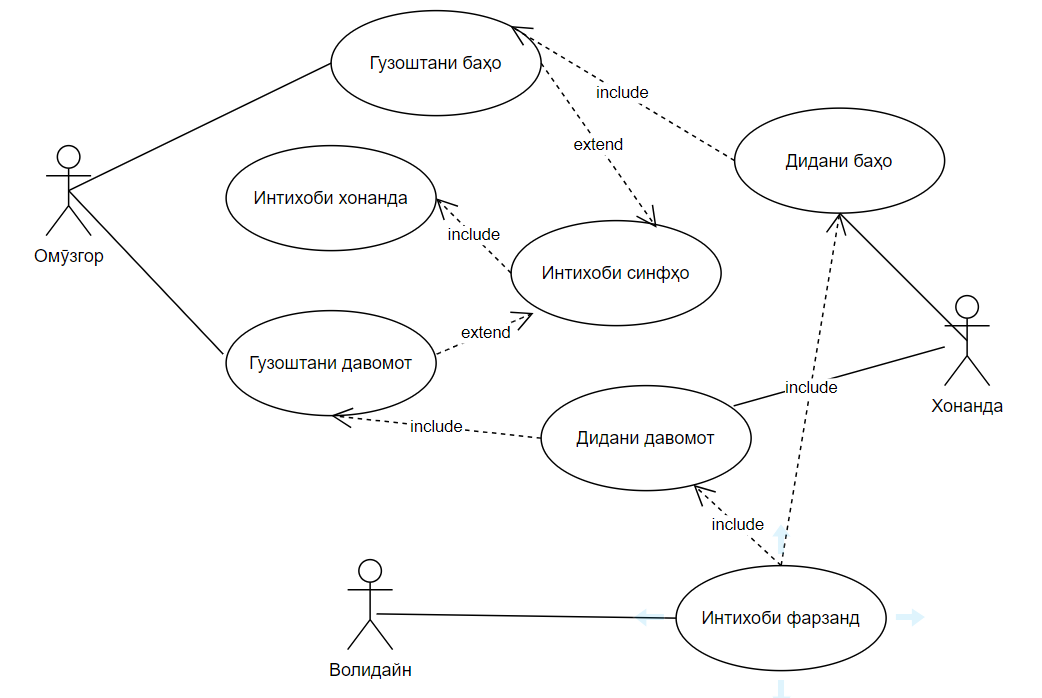 Гузоштани баҳо
include
extend
Дидани баҳо
Омӯзгор
Интихоби хонанда
include
Интихоби синфҳо
extend
Гузоштани давомот
include
include
Хонанда
Дидани давомот
include
Интихоби фарзанд
Волидайн